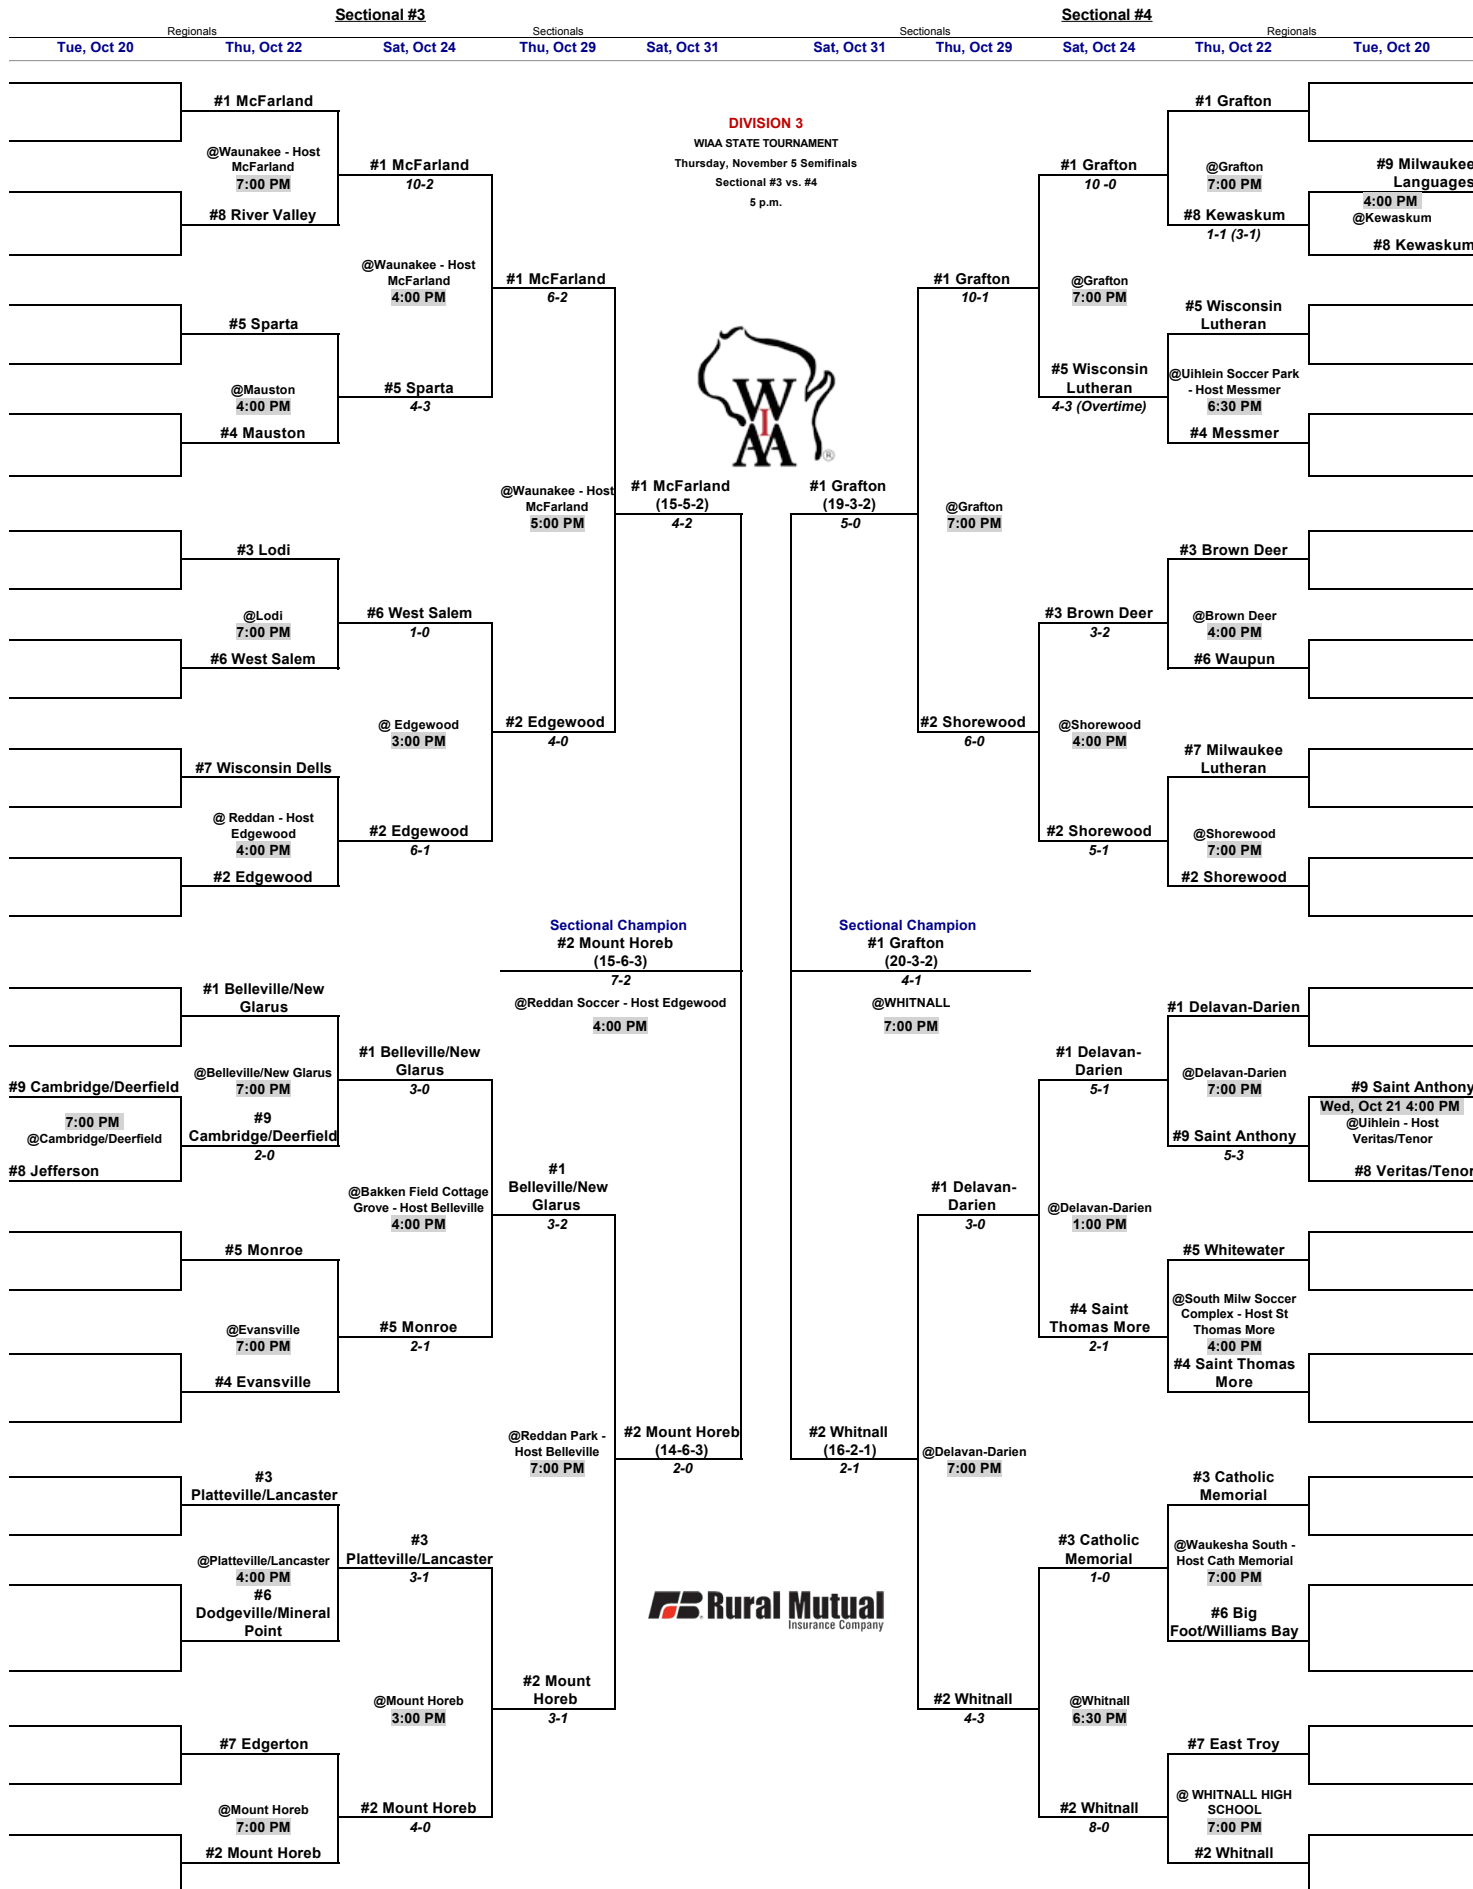 Sectional #3
Sectional #4
Regionals
Sectionals
Sectionals
Regionals
Tue, Oct 20
Thu, Oct 22
Sat, Oct 24
Thu, Oct 29
Sat, Oct 31
Sat, Oct 31
Thu, Oct 29
Sat, Oct 24
Thu, Oct 22
Tue, Oct 20
#1 McFarland
@Waunakee - Host
McFarland
7:00 PM
#8 River Valley
#1 McFarland
10-2
@Waunakee - Host
McFarland
4:00 PM
#5 Sparta
@Mauston
4:00 PM
#4 Mauston
#5 Sparta
4-3
#1 McFarland
6-2
@Waunakee - Host
McFarland
5:00 PM
#1 McFarland
(15-5-2)
4-2
#3 Lodi
@Lodi
7:00 PM
#6 West Salem
#6 West Salem
1-0
@ Edgewood
3:00 PM
#2 Edgewood
4-0
#7 Wisconsin Dells
@ Reddan - Host
Edgewood
4:00 PM
#2 Edgewood
#2 Edgewood
6-1
DIVISION 3
WIAA STATE TOURNAMENT
Thursday, November 5 Semifinals
Sectional #3 vs. #4
5 p.m.
W
I
AA
®
#1 Grafton
@Grafton
7:00 PM
#8 Kewaskum
1-1 (3-1)
#9 Milwaukee
Languages
4:00 PM
@Kewaskum
#8 Kewaskum
#1 Grafton
10 -0
@Grafton
7:00 PM
#5 Wisconsin
Lutheran
@Uihlein Soccer Park
- Host Messmer
6:30 PM
#4 Messmer
#5 Wisconsin
Lutheran
4-3 (Overtime)
#1 Grafton
10-1
@Grafton
7:00 PM
#1 Grafton
(19-3-2)
5-0
#3 Brown Deer
@Brown Deer
4:00 PM
#6 Waupun
#3 Brown Deer
3-2
@Shorewood
4:00 PM
#2 Shorewood
6-0
#7 Milwaukee
Lutheran
@Shorewood
7:00 PM
#2 Shorewood
#2 Shorewood
5-1
Sectional Champion
#2 Mount Horeb
(15-6-3)
7-2
@Reddan Soccer - Host Edgewood
4:00 PM
Sectional Champion
#1 Grafton
(20-3-2)
4-1
@WHITNALL
7:00 PM
#1 Belleville/New
Glarus
@Belleville/New Glarus
7:00 PM
#9
Cambridge/Deerfield
2-0
#9 Cambridge/Deerfield
7:00 PM
@Cambridge/Deerfield
#8 Jefferson
#1 Belleville/New
Glarus
3-0
@Bakken Field Cottage
Grove - Host Belleville
4:00 PM
#1
Belleville/New
Glarus
3-2
#5 Monroe
@Evansville
7:00 PM
#4 Evansville
#5 Monroe
2-1
@Reddan Park -
Host Belleville
7:00 PM
#2 Mount Horeb
(14-6-3)
2-0
#3
Platteville/Lancaster
@Platteville/Lancaster
4:00 PM
#6
Dodgeville/Mineral
Point
#3
Platteville/Lancaster
3-1
@Mount Horeb
3:00 PM
#2 Mount
Horeb
3-1
#7 Edgerton
@Mount Horeb
7:00 PM
#2 Mount Horeb
#2 Mount Horeb
4-0
#1 Delavan-Darien
@Delavan-Darien
7:00 PM
#9 Saint Anthony
5-3
#9 Saint Anthony
Wed, Oct 21 4:00 PM
@Uihlein - Host
Veritas/Tenor
#8 Veritas/Tenor
#1 Delavan-
Darien
5-1
@Delavan-Darien
1:00 PM
#1 Delavan-
Darien
3-0
#5 Whitewater
@South Milw Soccer
Complex - Host St
Thomas More
4:00 PM
#4 Saint Thomas
More
#4 Saint
Thomas More
2-1
#2 Whitnall
(16-2-1)
2-1
@Delavan-Darien
7:00 PM
#3 Catholic
Memorial
@Waukesha South -
Host Cath Memorial
7:00 PM
#6 Big
Foot/Williams Bay
#3 Catholic
Memorial
1-0
@Whitnall
6:30 PM
#2 Whitnall
4-3
#7 East Troy
@ WHITNALL HIGH
SCHOOL
7:00 PM
#2 Whitnall
#2 Whitnall
8-0
Rural Mutual
Insurance Company